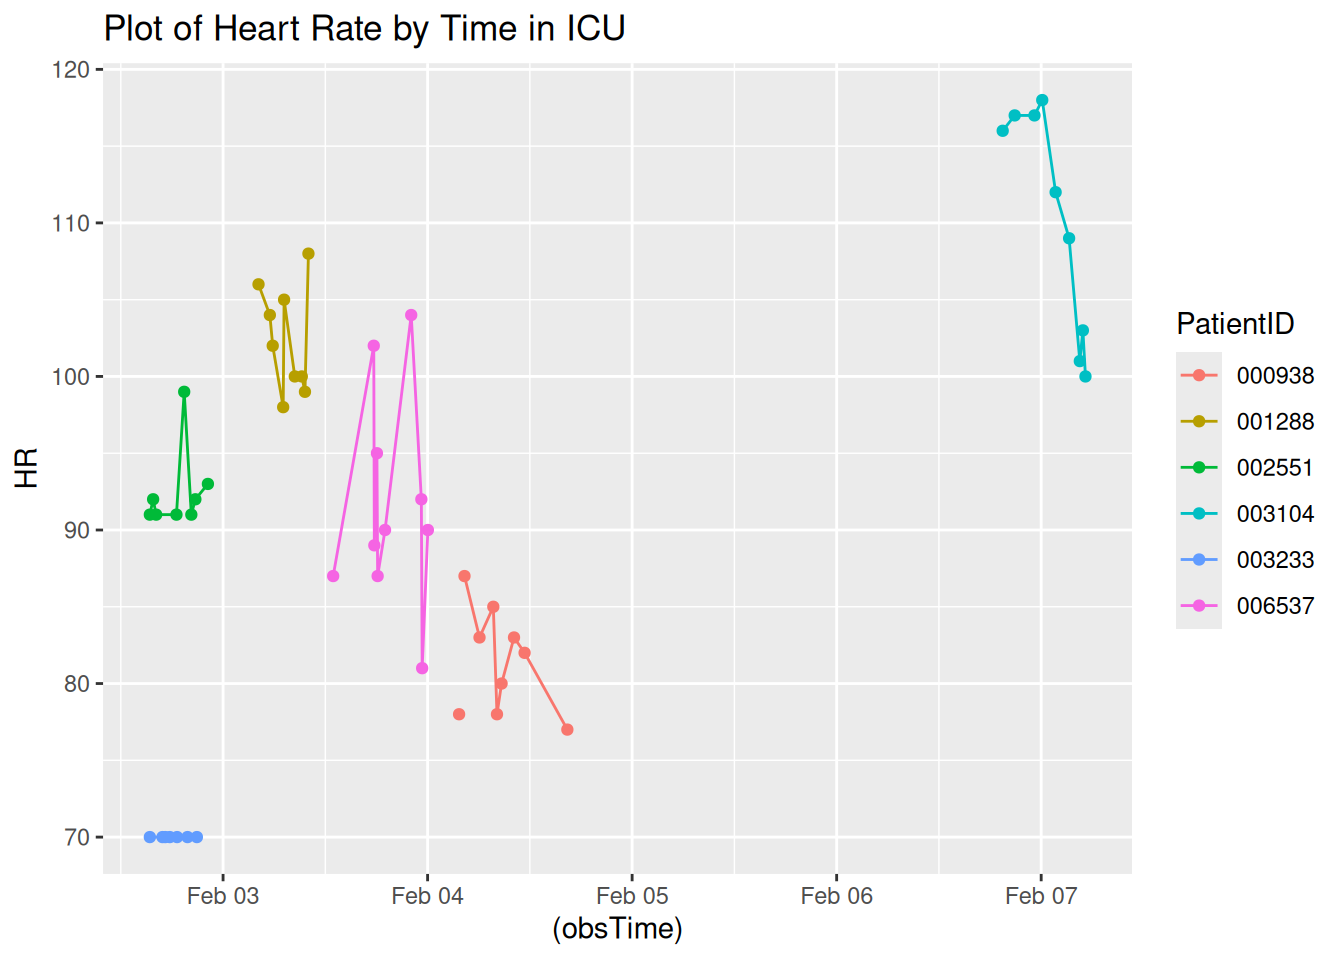 Plot of Heart Rate by Time in ICU
120
110
100
90
80
70
HR
Feb 03
Feb 04
Feb 05
Feb 06
Feb 07
(obsTime)
PatientID
000938
001288
002551
003104
003233
006537